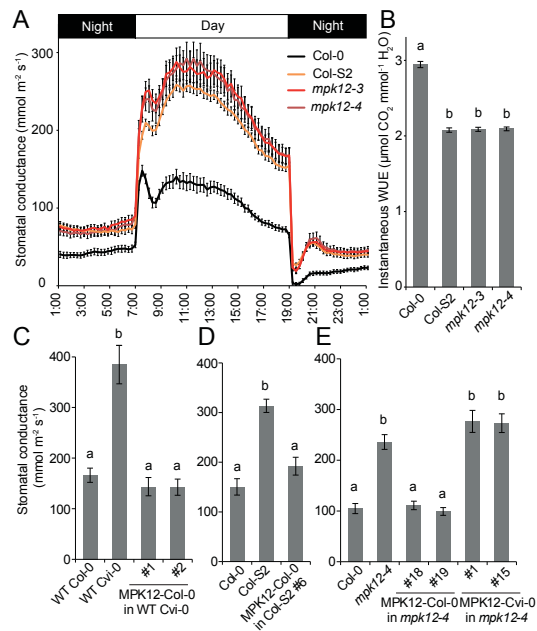 A
Night Day Night
Stomatal conductance (mmol m⁻² s⁻¹)
300
200
100
0
Col-0
Col-S2
mpk12-3
mpk12-4
1:00 3:00 5:00 7:00 9:00 11:00 13:00 15:00 17:00 19:00 21:00 23:00 1:00
B
Instantaneous WUE (µmol CO₂ mmol⁻¹ H₂O)
3
2
1
0
a b b b
Col-0 Col-S2 mpk12-3 mpk12-4
C
Stomatal conductance
(mmol m⁻² s⁻¹)
400
300
200
100
0
a b a a
WT Col-0 WT Cvi-0 #1 #2
MPK12-Col-0
in WT Cvi-0
D
400
300
200
100
0
a b a
Col-0 Col-S2 MPK12-Col-0
in Col-S2 #6
E
400
300
200
100
0
a b a a b b
Col-0 mpk12-4 #18 #19 #1 #15
MPK12-Col-0 MPK12-Cvi-0
in mpk12-4 in mpk12-4